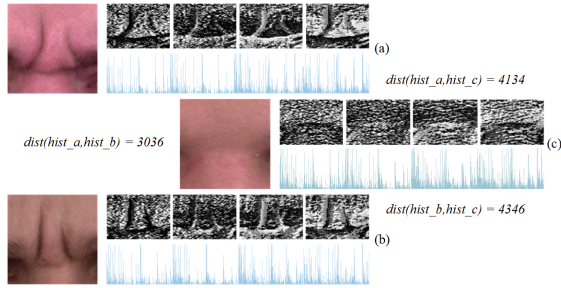 (a)
dist(hist_a,hist_c) = 4134
dist(hist_a,hist_b) = 3036
(c)
dist(hist_b,hist_c) = 4346
(b)